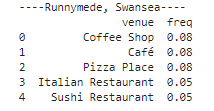 ----Runnymede, Swansea----
venue freq
0 Coffee Shop 0.08
1 Café 0.08
2 Pizza Place 0.08
3 Italian Restaurant 0.05
4 Sushi Restaurant 0.05